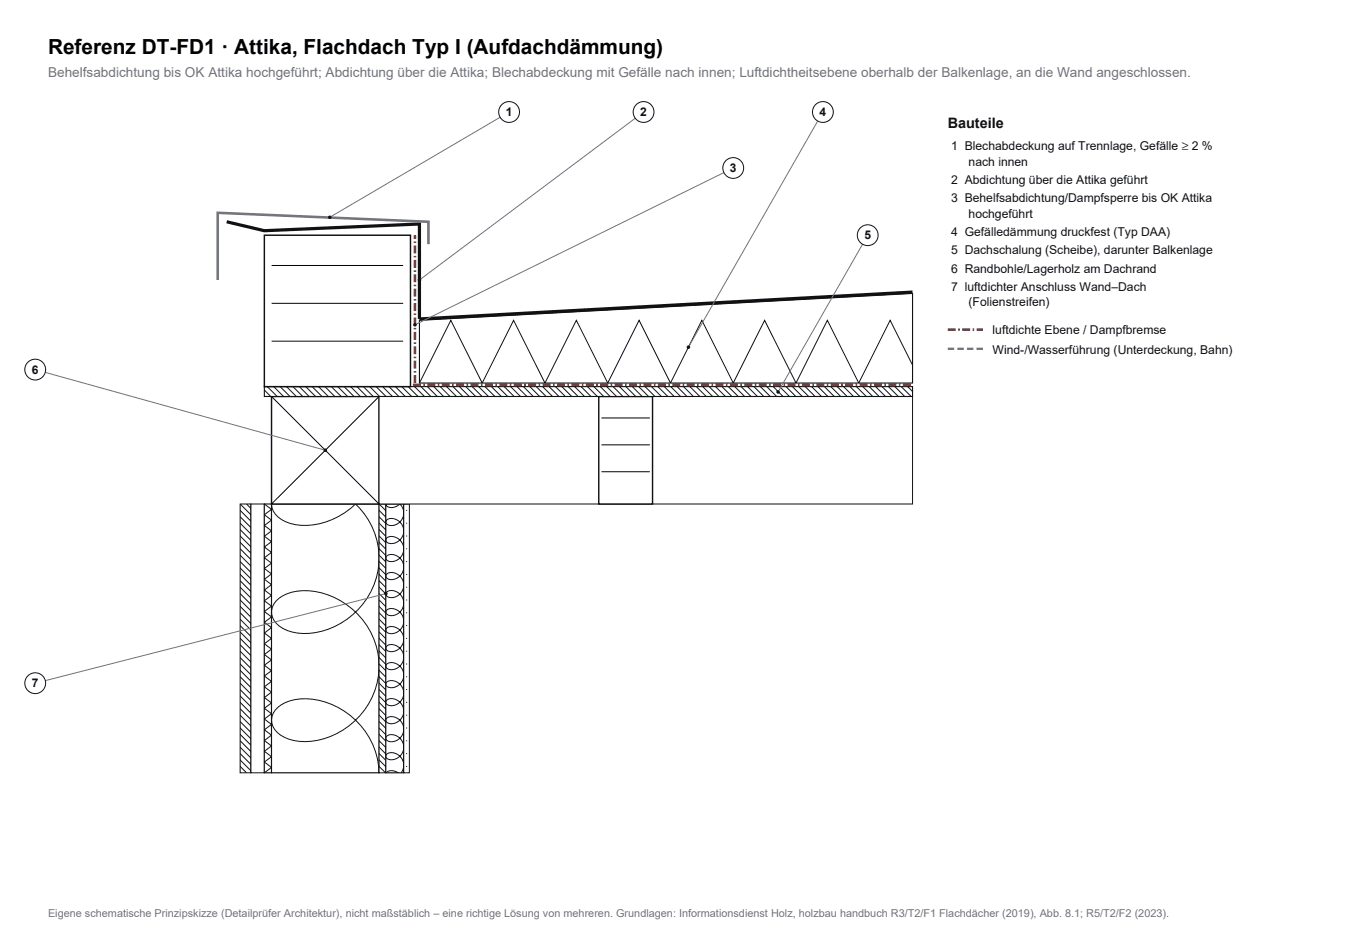 Referenz DT-FD1 · Attika, Flachdach Typ I (Aufdachdämmung)
Behelfsabdichtung bis OK Attika hochgeführt; Abdichtung über die Attika; Blechabdeckung mit Gefälle nach innen; Luftdichtheitsebene oberhalb der Balkenlage, an die Wand angeschlossen.
1
2
4
3
5
6
7
Bauteile
1 Blechabdeckung auf Trennlage, Gefälle ≥ 2 %
nach innen
2 Abdichtung über die Attika geführt
3 Behelfsabdichtung/Dampfsperre bis OK Attika
hochgeführt
4 Gefälledämmung druckfest (Typ DAA)
5 Dachschalung (Scheibe), darunter Balkenlage
6 Randbohle/Lagerholz am Dachrand
7 luftdichter Anschluss Wand–Dach
(Folienstreifen)
luftdichte Ebene / Dampfbremse
Wind-/Wasserführung (Unterdeckung, Bahn)
Eigene schematische Prinzipskizze (Detailprüfer Architektur), nicht maßstäblich – eine richtige Lösung von mehreren. Grundlagen: Informationsdienst Holz, holzbau handbuch R3/T2/F1 Flachdächer (2019), Abb. 8.1; R5/T2/F2 (2023).